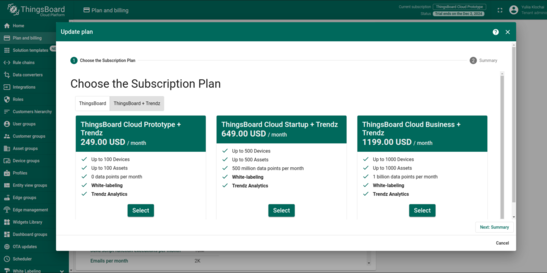 ThingsBoard
Cloud Platform
Plan and billing
Current subscription
ThingsBoard Cloud Prototype
Status
Home
Plan and billing
Solution templates
Rule chains
Data converters
Integrations
Roles
Customers hierarchy
User groups
Customer groups
Asset groups
Device groups
Profiles
Entity view groups
Edge groups
Edge management
Widgets Library
Dashboard groups
OTA updates
Scheduler
White Labeling
Update plan
1 Choose the Subscription Plan
2 Summary
Choose the Subscription Plan
ThingsBoard
ThingsBoard + Trendz
ThingsBoard Cloud Prototype + Trendz
249.00 USD / month
Up to 100 Devices
Up to 100 Assets
0 data points per month
White-labeling
Trendz Analytics
Select
ThingsBoard Cloud Startup + Trendz
649.00 USD / month
Up to 500 Devices
Up to 500 Assets
500 million data points per month
White-labeling
Trendz Analytics
Select
ThingsBoard Cloud Business + Trendz
1199.00 USD / month
Up to 1000 Devices
Up to 1000 Assets
1 billion data points per month
White-labeling
Trendz Analytics
Select
Next: Summary
Cancel
Emails per month